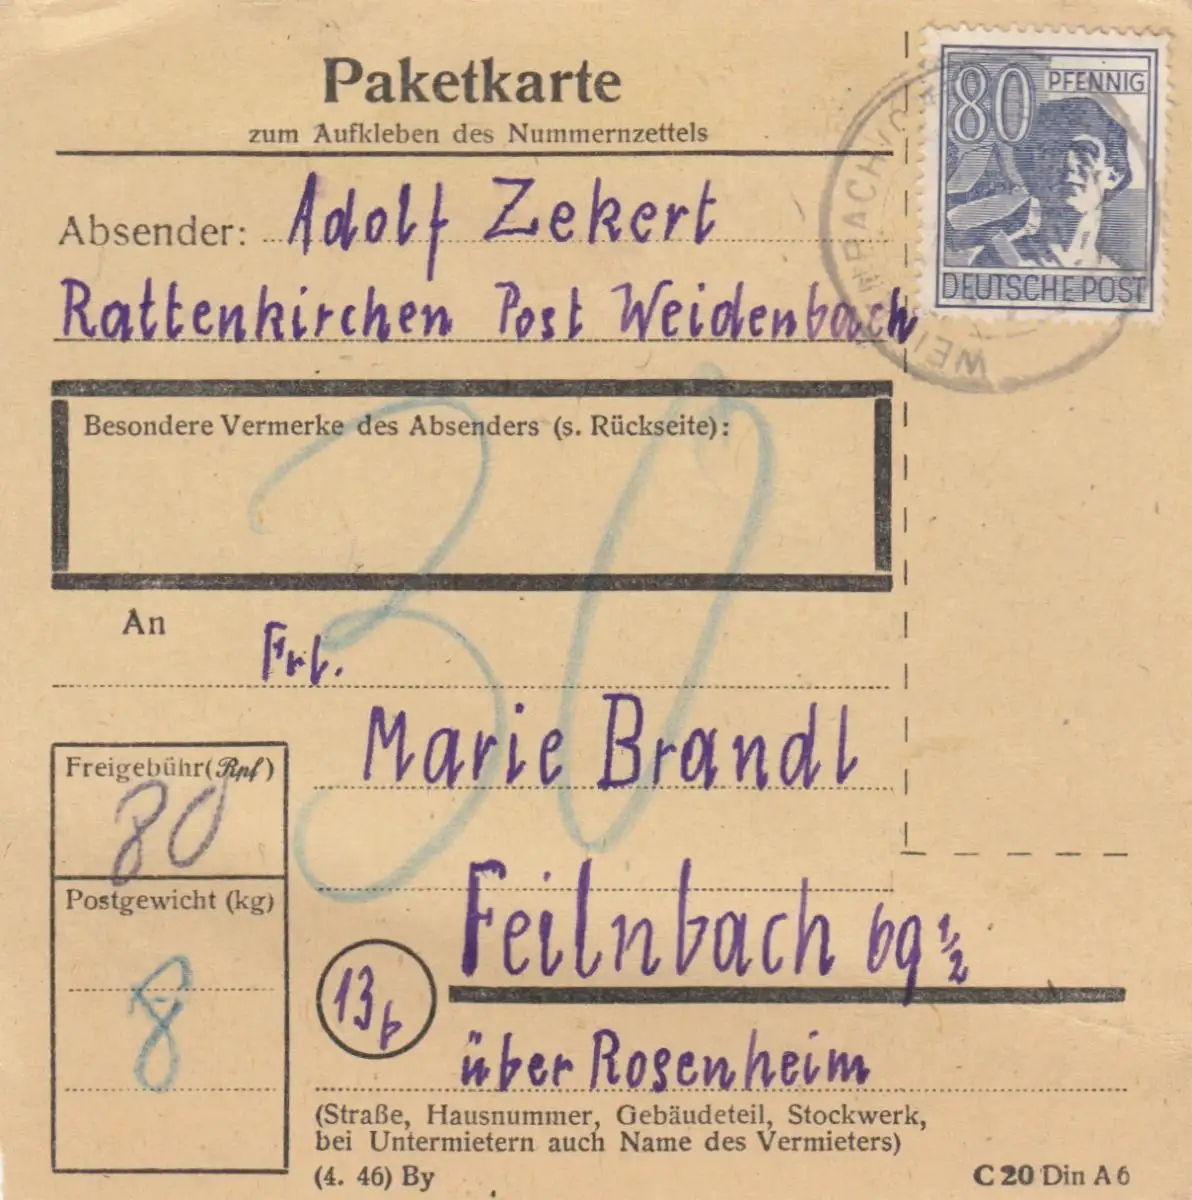 Paketkarte
zum Aufkleben des Nummernzettels
80 PFENNIG
DEUTSCHE POST
Absender: Adolf Zekert
Rattenkirchen Post Weidenbach
Besondere Vermerke des Absenders (s. Rückseite):
30
An
Frl.
Marie Brandl
Freigebühr (Rpf)
80
Postgewicht (kg)
8
Feilnbach 69 1/2
13b
über Rosenheim
(Straße, Hausnummer, Gebäudeteil, Stockwerk,
bei Untermietern auch Name des Vermieters)
(4. 46) By
C 20 Din A 6